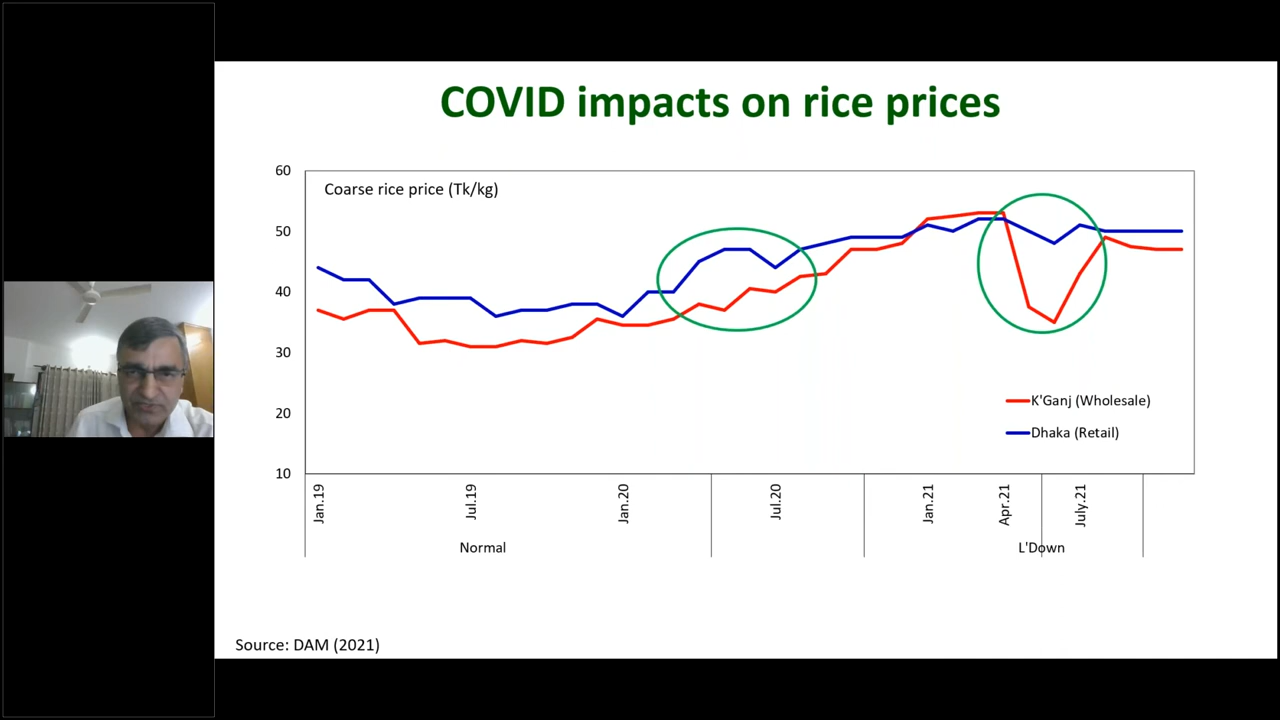 COVID impacts on rice prices
60
Coarse rice price (Tk/kg)
50
40
30
K'Ganj (Wholesale)
20
Dhaka (Retail)
10
Jan.19
Jul.19
Jan.20
Jul.20
Jan.21
Apr.21
July.21
Normal
L'Down
Source: DAM (2021)